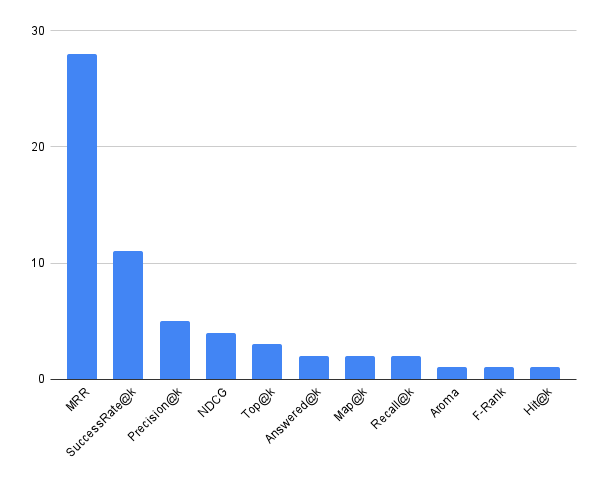 30
20
10
0
MRR
SuccessRate@k
Precision@k
NDCG
Top@k
Answered@k
Map@k
Recall@k
Aroma
F-Rank
Hit@k